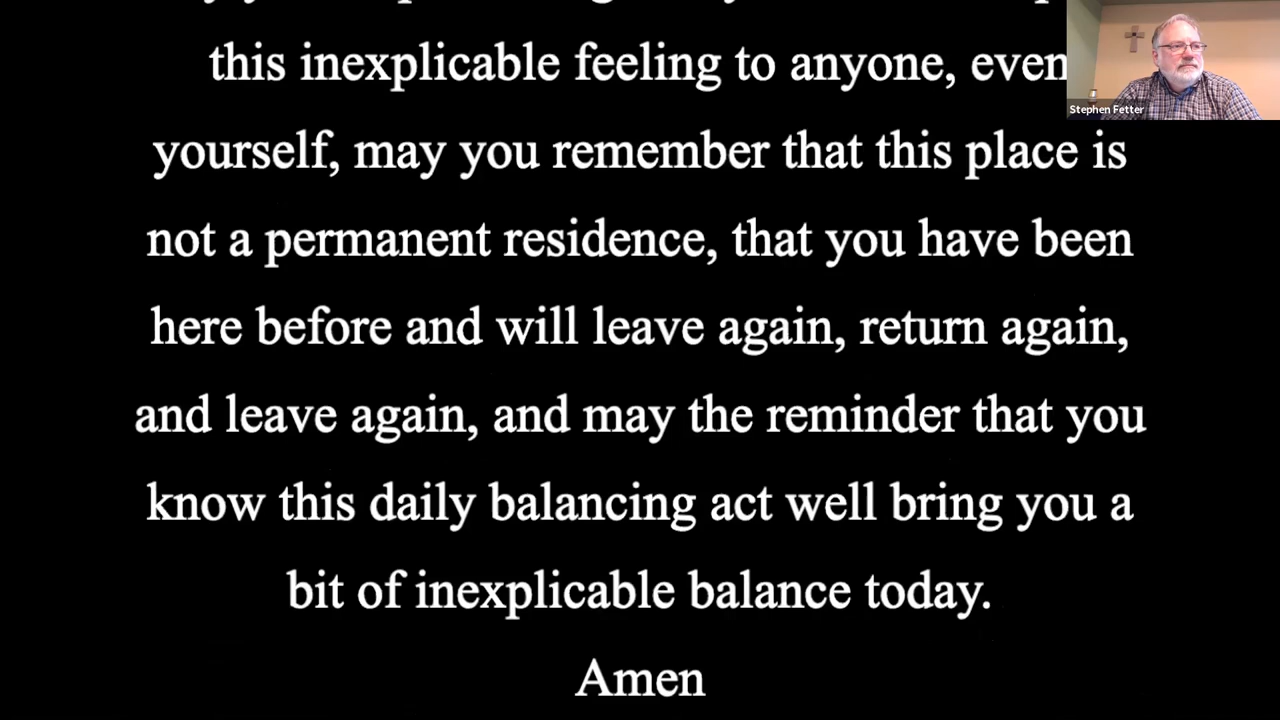 this inexplicable feeling to anyone, even
yourself, may you remember that this place is
not a permanent residence, that you have been
here before and will leave again, return again,
and leave again, and may the reminder that you
know this daily balancing act well bring you a
bit of inexplicable balance today.
Amen
Stephen Fetter